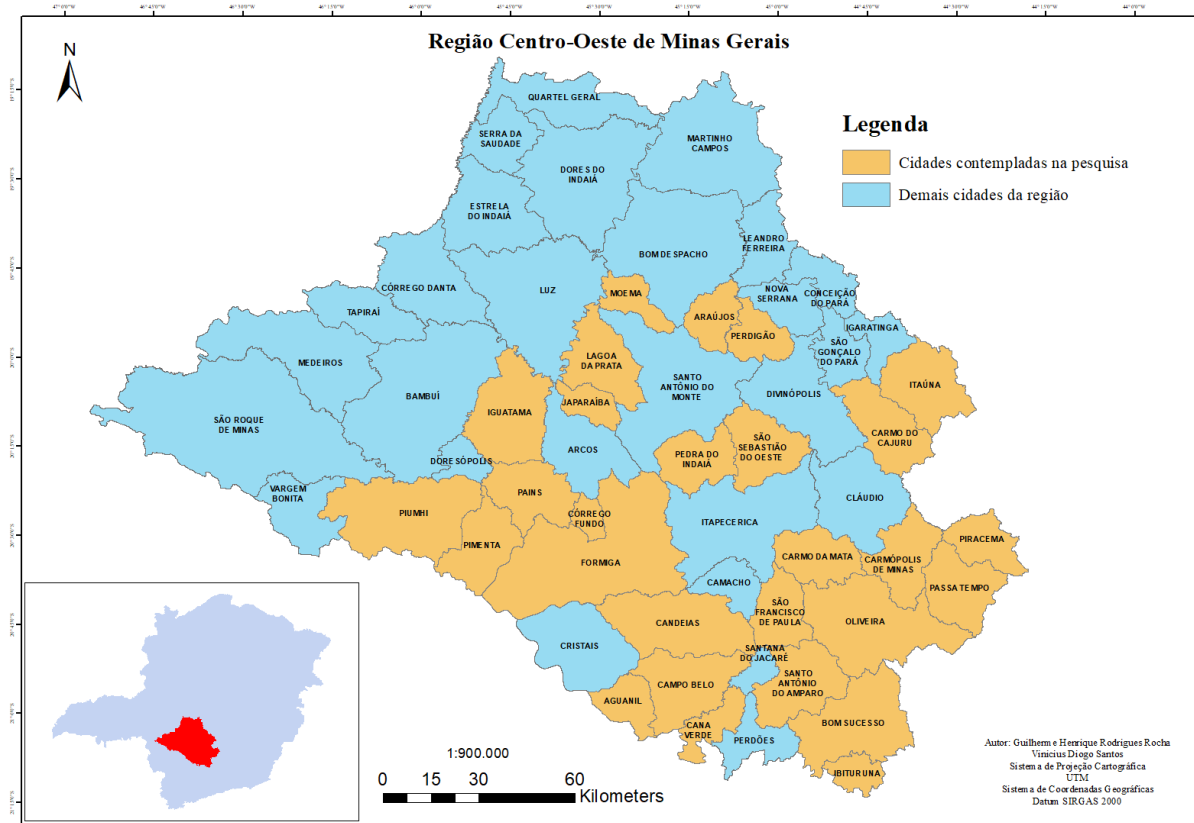 Região Centro-Oeste de Minas Gerais
N
Legenda
Cidades contempladas na pesquisa
Demais cidades da região
QUARTEL GERAL
SERRA DA
SAUDADE
MARTINHO
CAMPOS
DORES DO
INDAIÁ
ESTRELA
DO INDAIÁ
LEANDRO
FERREIRA
BOM DE SPACHO
CÓRREGO DANTA
LUZ
MOEMA
NOVA
SERRANA
CONCEIÇÃO
DO PARÁ
TAPIRAÍ
ARAÚJOS
PERDIGÃO
IGARATINGA
SÃO
GONÇALO
DO PARÁ
MEDEIROS
LAGOA
DA PRATA
SANTO
ANTÔNIO DO
MONTE
ITAÚNA
BAMBUÍ
JAPARAÍBA
DIVINÓPOLIS
IGUATAMA
SÃO ROQUE
DE MINAS
CARMO DO
CAJURU
SÃO
SEBASTIÃO
DO OESTE
ARCOS
PEDRA DO
INDAIÁ
DORESÓPOLIS
VARGEM
BONITA
PAINS
CLÁUDIO
PIUMHI
CÓRREGO
FUNDO
ITAPECERICA
PIMENTA
FORMIGA
CARMO DA MATA
CARMÓPOLIS
DE MINAS
PIRACEMA
CAMACHO
PASSA TEMPO
SÃO
FRANCISCO
DE PAULA
CANDEIAS
OLIVEIRA
CRISTAIS
SANTANA
DO JACARÉ
CAMPO BELO
SANTO
ANTÔNIO
DO AMPARO
AGUANIL
BOM SUCESSO
CANA
VERDE
PERDÕES
IBITURUNA
1:900.000
0 15 30 60
Kilometers
Autor: Guilherme Henrique Rodrigues Rocha
Vinicius Diogo Santos
Sistema de Projeção Cartográfica
UTM
Sistema de Coordenadas Geográficas
Datum SIRGAS 2000